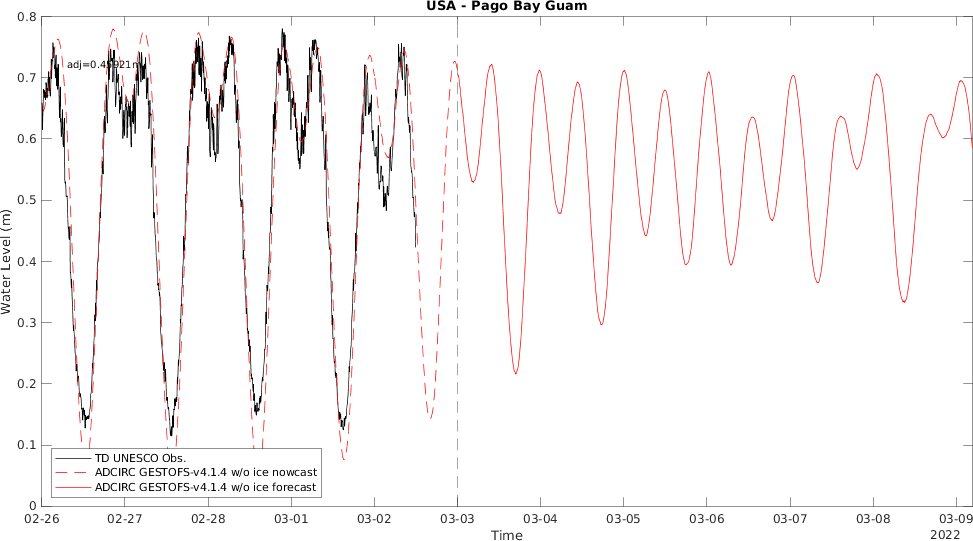 USA - Pago Bay Guam
0.8
adj=0.45921m
0.7
0.6
0.5
0.4
0.3
0.2
0.1
0
Water Level (m)
TD UNESCO Obs.
ADCIRC GESTOFS-v4.1.4 w/o ice nowcast
ADCIRC GESTOFS-v4.1.4 w/o ice forecast
02-26 02-27 02-28 03-01 03-02 03-03 03-04 03-05 03-06 03-07 03-08 03-09
Time
2022